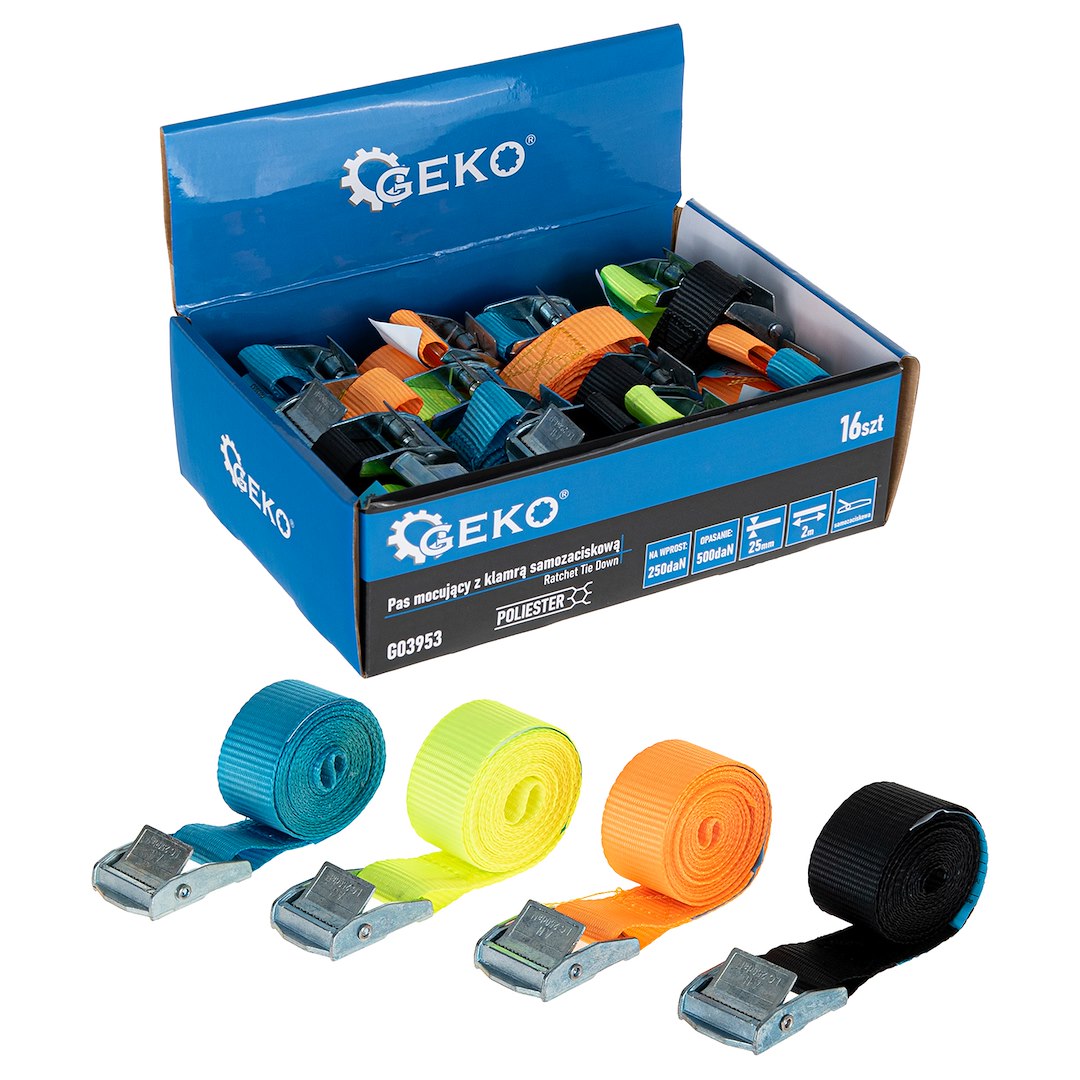 GEKO®
GEKO®
GEKO®
16szt
Pas mocujący z klamrą samozaciskową
Ratchet Tie Down
POLIESTER
G03953
NA WPROST:
250daN
OPASANIE:
500daN
25mm
2m
samozaciskowa